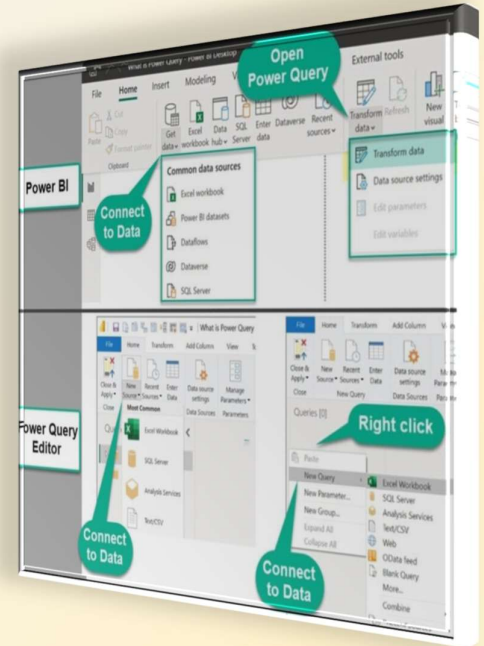 What is Power Query - Power BI Desktop
Open
Power Query
File Home Insert Modeling External tools
Cut
Copy
Format painter
Paste
Clipboard
Get
data
Excel
workbook
Data
hub
SQL
Server
Enter
data
Dataverse
Recent
sources
Transform
data
Refresh
New
visual
Power BI
Connect
to Data
Common data sources
Excel workbook
Power BI datasets
Dataflows
Dataverse
SQL Server
Transform data
Data source settings
Edit parameters
Edit variables
Power Query
Editor
What is Power Query
File Home Transform Add Column View
Close &
Apply
New
Source
Recent
Sources
Enter
Data
Data source
settings
Manage
Parameters
Close
Data Sources
Parameters
Most Common
Excel Workbook
SQL Server
Analysis Services
Text/CSV
Connect
to Data
File Home Transform Add Column
Close &
Apply
New
Source
Recent
Sources
Enter
Data
Data source
settings
Close
New Query
Data Sources
Queries [0]
Right click
Paste
New Query
New Parameter...
New Group...
Expand All
Collapse All
Excel Workbook
SQL Server
Analysis Services
Text/CSV
Web
OData feed
Blank Query
More...
Combine
Connect
to Data